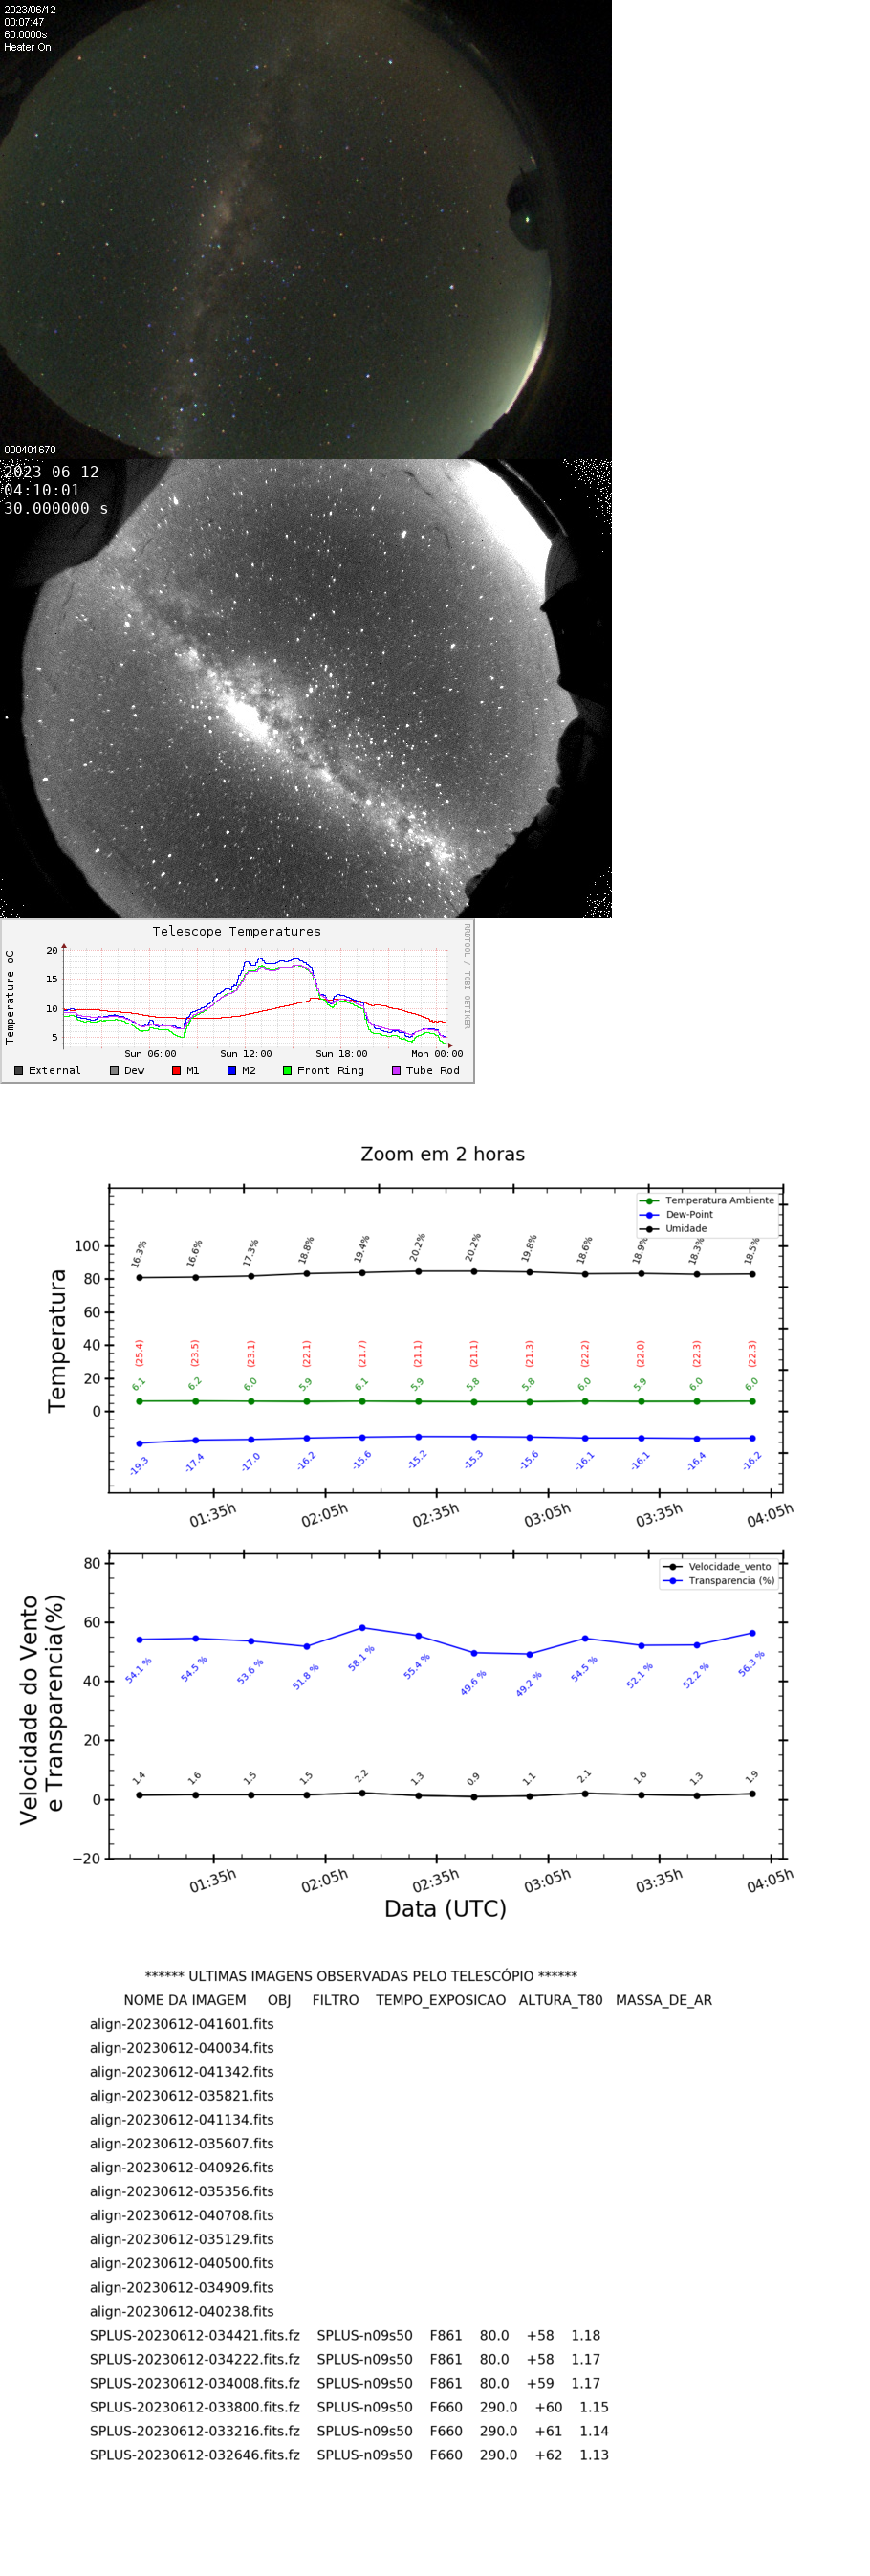 2023/06/12
00:07:47
60.0000s
Heater On
000401670
2023-06-12
04:10:01
30.000000 s
Telescope Temperatures
RRDTOOL / TOBI OETIKER
Temperature oC
20
15
10
5
Sun 06:00 Sun 12:00 Sun 18:00 Mon 00:00
External Dew M1 M2 Front Ring Tube Rod
Zoom em 2 horas
Temperatura Ambiente
Dew-Point
Umidade
Temperatura
100
80
60
40
20
0
16.3% 16.6% 17.3% 18.8% 19.4% 20.2% 20.2% 19.8% 18.6% 18.9% 18.3% 18.5%
(25.4) (23.5) (23.1) (22.1) (21.7) (21.1) (21.1) (21.3) (22.2) (22.0) (22.3) (22.3)
6.1 6.2 6.0 5.9 6.1 5.9 5.8 5.8 6.0 5.9 6.0 6.0
-19.3 -17.4 -17.0 -16.2 -15.6 -15.2 -15.3 -15.6 -16.1 -16.1 -16.4 -16.2
01:35h 02:05h 02:35h 03:05h 03:35h 04:05h
Velocidade_vento
Transparencia (%)
Velocidade do Vento
e Transparencia(%)
80
60
40
20
0
−20
54.1 % 54.5 % 53.6 % 51.8 % 58.1 % 55.4 % 49.6 % 49.2 % 54.5 % 52.1 % 52.2 % 56.3 %
1.4 1.6 1.5 1.5 2.2 1.3 0.9 1.1 2.1 1.6 1.3 1.9
01:35h 02:05h 02:35h 03:05h 03:35h 04:05h
Data (UTC)
****** ULTIMAS IMAGENS OBSERVADAS PELO TELESCÓPIO ******
NOME DA IMAGEM OBJ FILTRO TEMPO_EXPOSICAO ALTURA_T80 MASSA_DE_AR
align-20230612-041601.fits
align-20230612-040034.fits
align-20230612-041342.fits
align-20230612-035821.fits
align-20230612-041134.fits
align-20230612-035607.fits
align-20230612-040926.fits
align-20230612-035356.fits
align-20230612-040708.fits
align-20230612-035129.fits
align-20230612-040500.fits
align-20230612-034909.fits
align-20230612-040238.fits
SPLUS-20230612-034421.fits.fz SPLUS-n09s50 F861 80.0 +58 1.18
SPLUS-20230612-034222.fits.fz SPLUS-n09s50 F861 80.0 +58 1.17
SPLUS-20230612-034008.fits.fz SPLUS-n09s50 F861 80.0 +59 1.17
SPLUS-20230612-033800.fits.fz SPLUS-n09s50 F660 290.0 +60 1.15
SPLUS-20230612-033216.fits.fz SPLUS-n09s50 F660 290.0 +61 1.14
SPLUS-20230612-032646.fits.fz SPLUS-n09s50 F660 290.0 +62 1.13